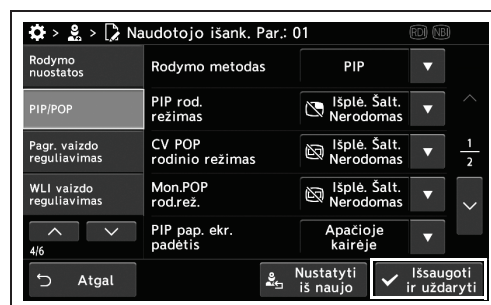 > > Naudotojo išank. Par.: 01 RDI NBI
Rodymo
nuostatos
Rodymo metodas
PIP
PIP/POP
PIP rod.
režimas
Išplė. Šalt.
Nerodomas
Pagr. vaizdo
reguliavimas
CV POP
rodinio režimas
Išplė. Šalt.
Nerodomas
1
2
WLI vaizdo
reguliavimas
Mon.POP
rod.rež.
Išplė. Šalt.
Nerodomas
4/6
PIP pap. ekr.
padėtis
Apačioje
kairėje
Atgal
Nustatyti
iš naujo
Išsaugoti
ir uždaryti